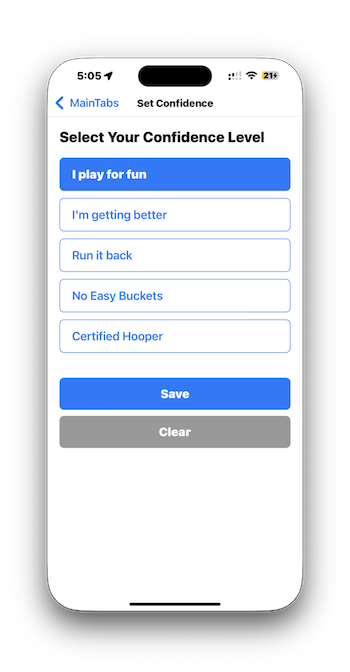 5:05
21
MainTabs
Set Confidence
Select Your Confidence Level
I play for fun
I'm getting better
Run it back
No Easy Buckets
Certified Hooper
Save
Clear